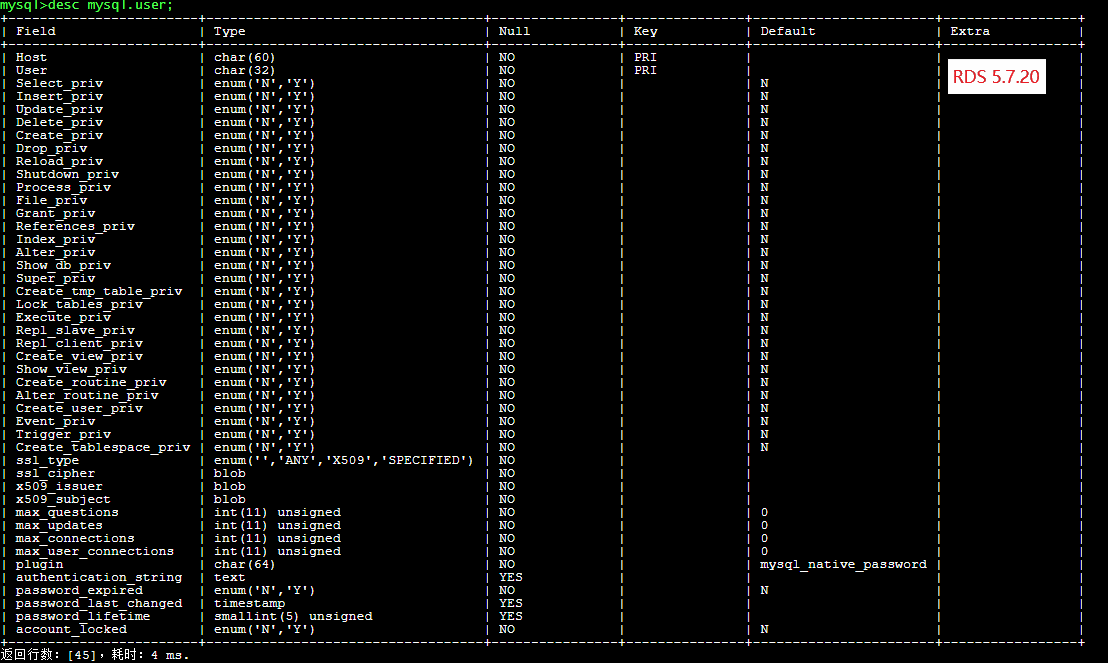 mysql>desc mysql.user;
+------------------------+------------------------------------+----------------+---------------+-----------------------+-----------------+
| Field | Type | Null | Key | Default | Extra |
+------------------------+------------------------------------+----------------+---------------+-----------------------+-----------------+
| Host | char(60) | NO | PRI | | |
| User | char(32) | NO | PRI | | |
RDS 5.7.20
| Select_priv | enum('N','Y') | NO | | N | |
| Insert_priv | enum('N','Y') | NO | | N | |
| Update_priv | enum('N','Y') | NO | | N | |
| Delete_priv | enum('N','Y') | NO | | N | |
| Create_priv | enum('N','Y') | NO | | N | |
| Drop_priv | enum('N','Y') | NO | | N | |
| Reload_priv | enum('N','Y') | NO | | N | |
| Shutdown_priv | enum('N','Y') | NO | | N | |
| Process_priv | enum('N','Y') | NO | | N | |
| File_priv | enum('N','Y') | NO | | N | |
| Grant_priv | enum('N','Y') | NO | | N | |
| References_priv | enum('N','Y') | NO | | N | |
| Index_priv | enum('N','Y') | NO | | N | |
| Alter_priv | enum('N','Y') | NO | | N | |
| Show_db_priv | enum('N','Y') | NO | | N | |
| Super_priv | enum('N','Y') | NO | | N | |
| Create_tmp_table_priv | enum('N','Y') | NO | | N | |
| Lock_tables_priv | enum('N','Y') | NO | | N | |
| Execute_priv | enum('N','Y') | NO | | N | |
| Repl_slave_priv | enum('N','Y') | NO | | N | |
| Repl_client_priv | enum('N','Y') | NO | | N | |
| Create_view_priv | enum('N','Y') | NO | | N | |
| Show_view_priv | enum('N','Y') | NO | | N | |
| Create_routine_priv | enum('N','Y') | NO | | N | |
| Alter_routine_priv | enum('N','Y') | NO | | N | |
| Create_user_priv | enum('N','Y') | NO | | N | |
| Event_priv | enum('N','Y') | NO | | N | |
| Trigger_priv | enum('N','Y') | NO | | N | |
| Create_tablespace_priv | enum('N','Y') | NO | | N | |
| ssl_type | enum('','ANY','X509','SPECIFIED') | NO | | | |
| ssl_cipher | blob | NO | | | |
| x509_issuer | blob | NO | | | |
| x509_subject | blob | NO | | | |
| max_questions | int(11) unsigned | NO | | 0 | |
| max_updates | int(11) unsigned | NO | | 0 | |
| max_connections | int(11) unsigned | NO | | 0 | |
| max_user_connections | int(11) unsigned | NO | | 0 | |
| plugin | char(64) | NO | | mysql_native_password | |
| authentication_string | text | YES | | | |
| password_expired | enum('N','Y') | NO | | N | |
| password_last_changed | timestamp | YES | | | |
| password_lifetime | smallint(5) unsigned | YES | | | |
| account_locked | enum('N','Y') | NO | | N | |
+------------------------+------------------------------------+----------------+---------------+-----------------------+-----------------+
返回行数：[45]，耗时：4 ms.